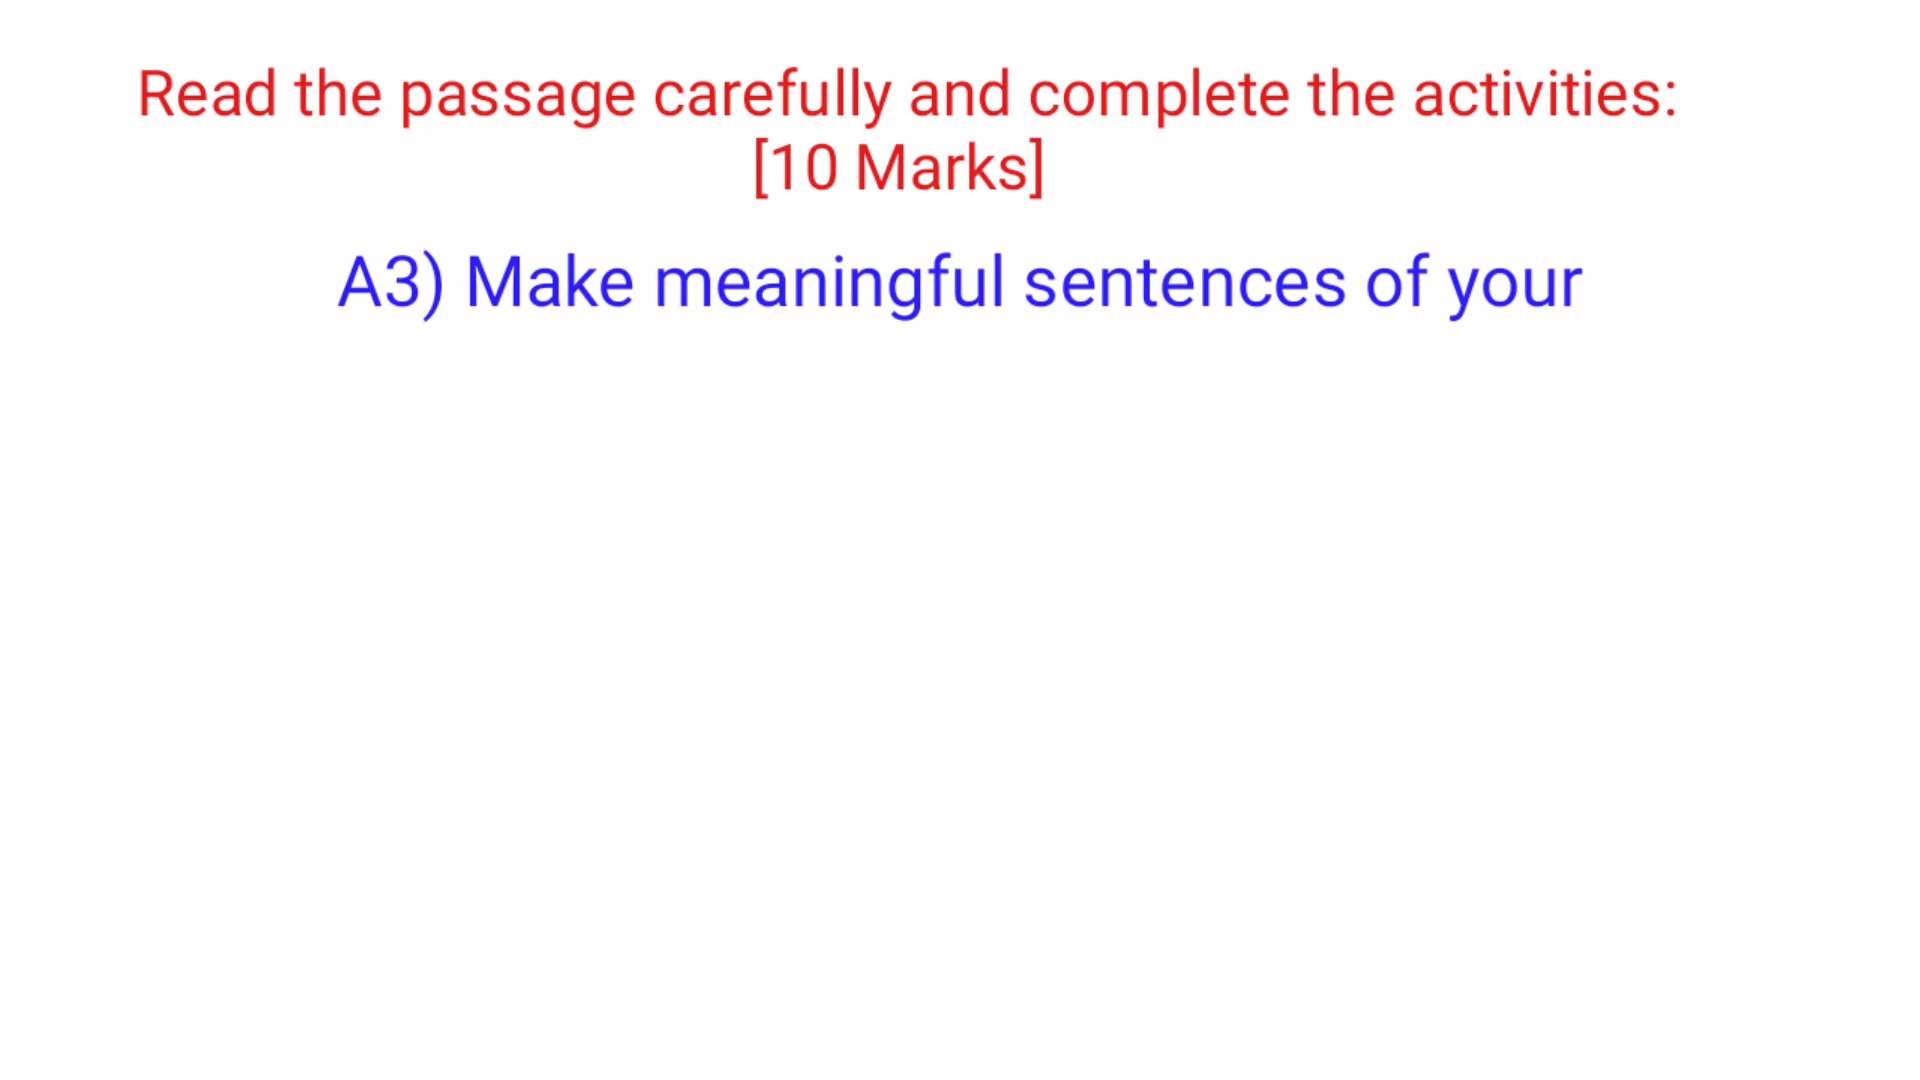 Read the passage carefully and complete the activities:
[10 Marks]
A3) Make meaningful sentences of your